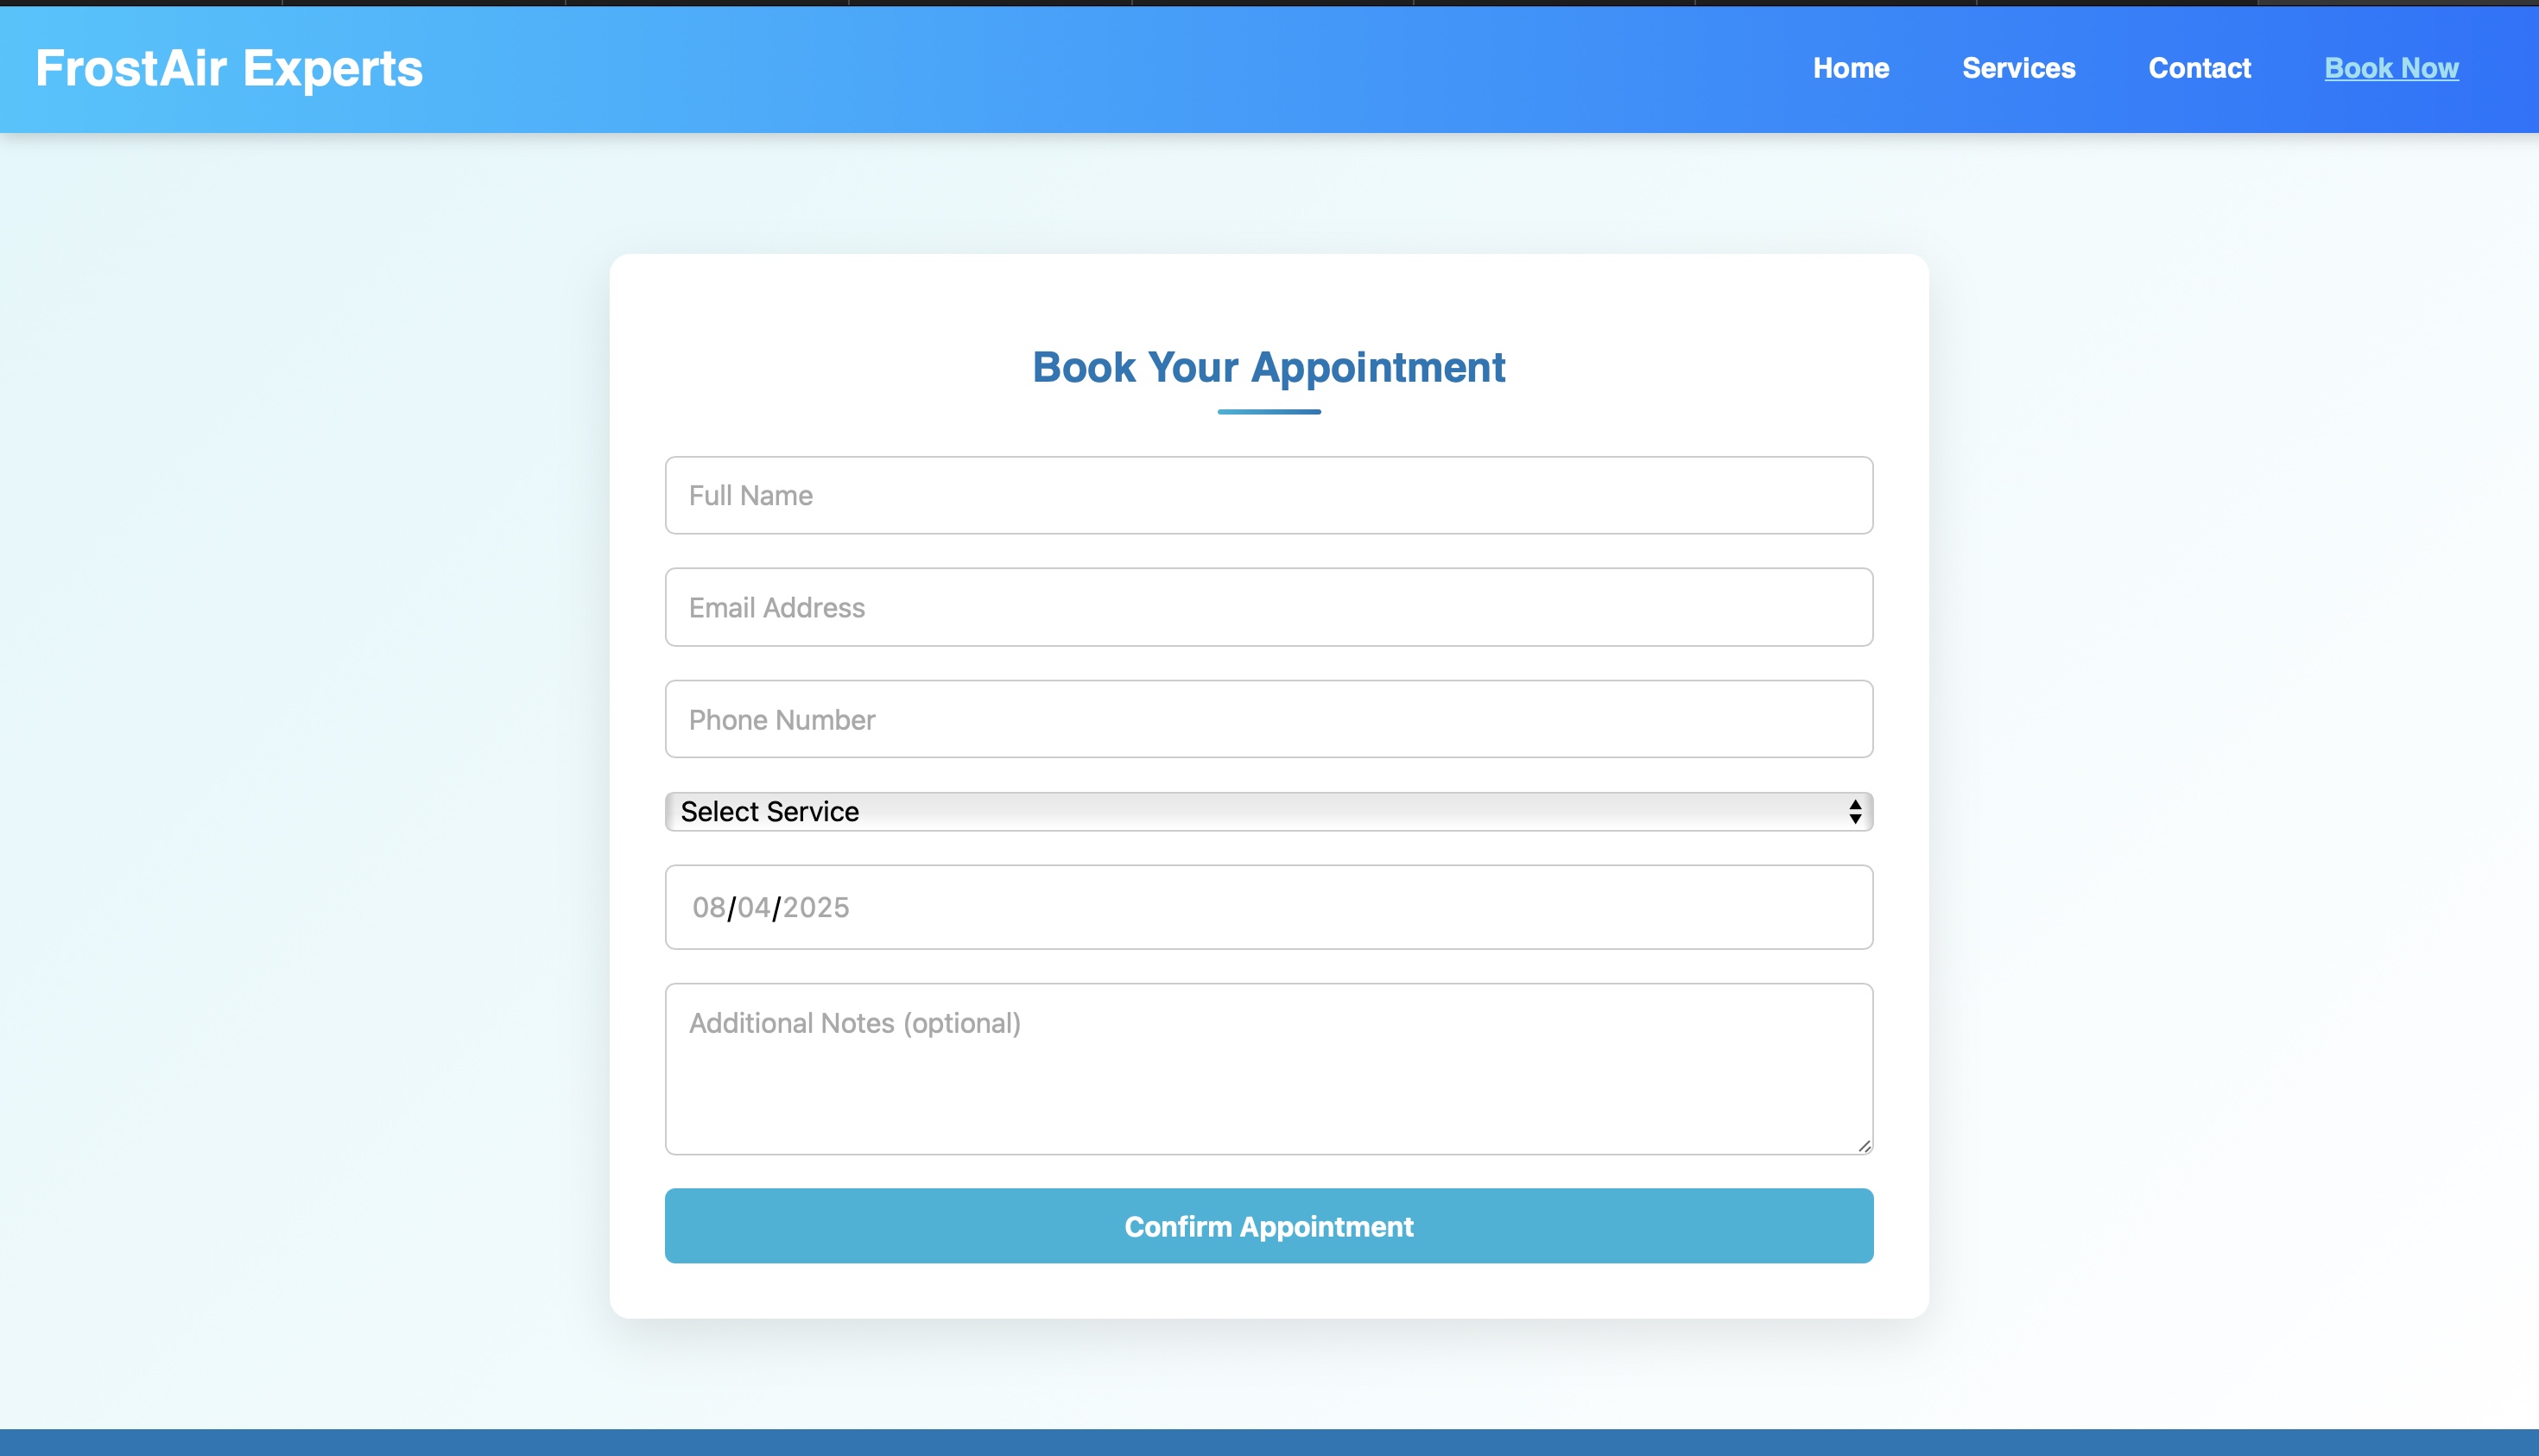 FrostAir Experts
Home Services Contact Book Now
Book Your Appointment
Full Name
Email Address
Phone Number
Select Service
08/04/2025
Additional Notes (optional)
Confirm Appointment